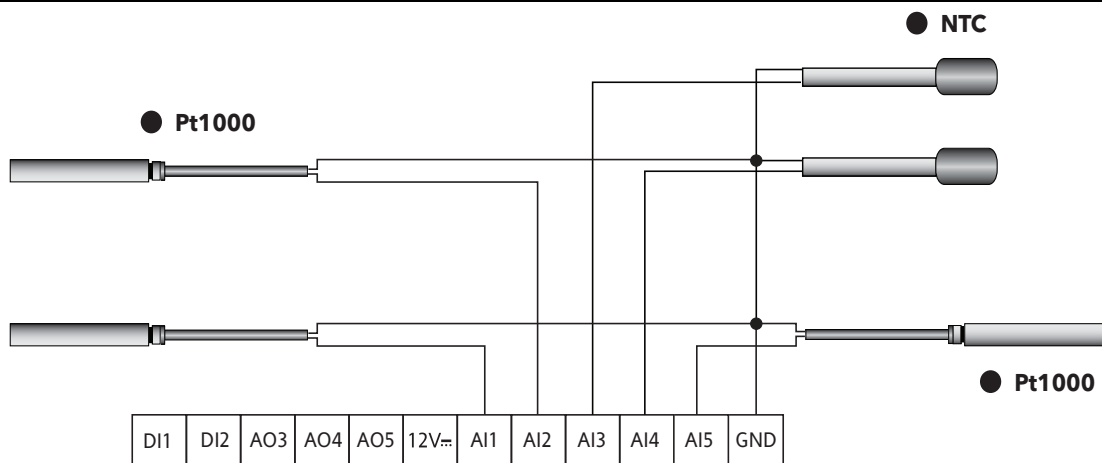 NTC
Pt1000
Pt1000
DI1 DI2 AO3 AO4 AO5 12V⎓ AI1 AI2 AI3 AI4 AI5 GND